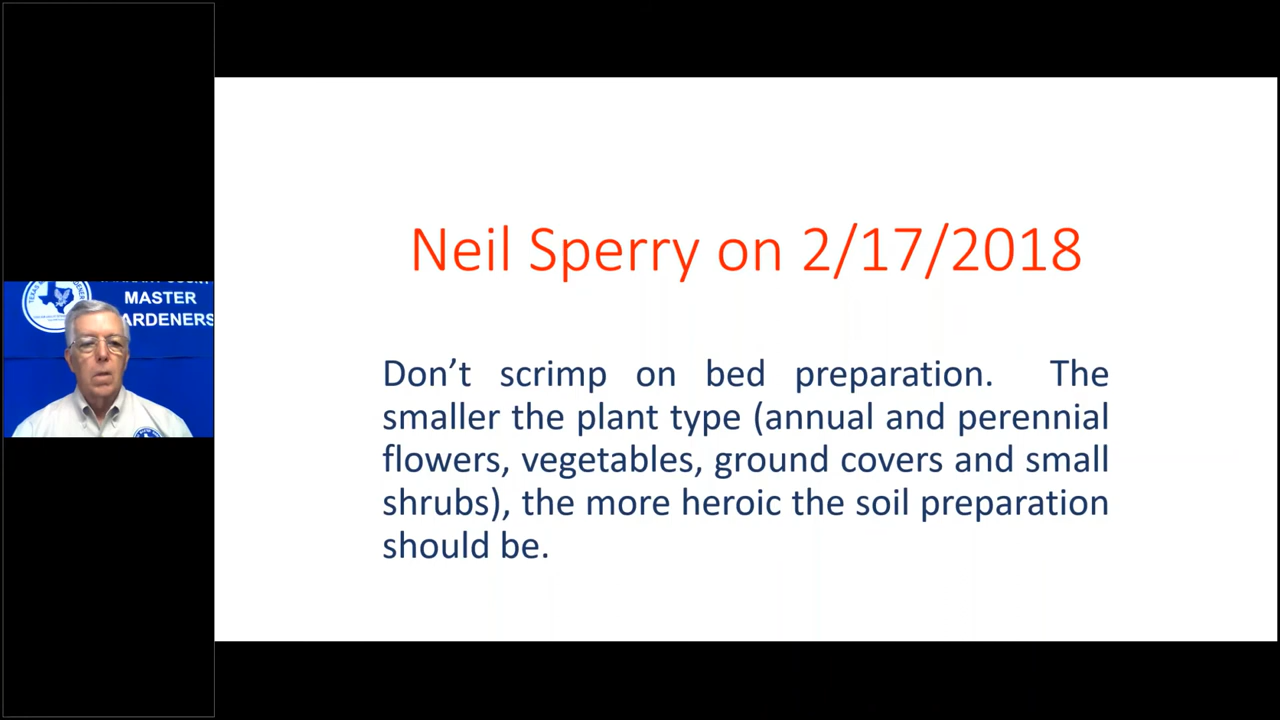 MASTER
Neil Sperry on 2/17/2018
Don’t scrimp on bed preparation. The
smaller the plant type (annual and perennial
flowers, vegetables, ground covers and small
shrubs), the more heroic the soil preparation
should be.